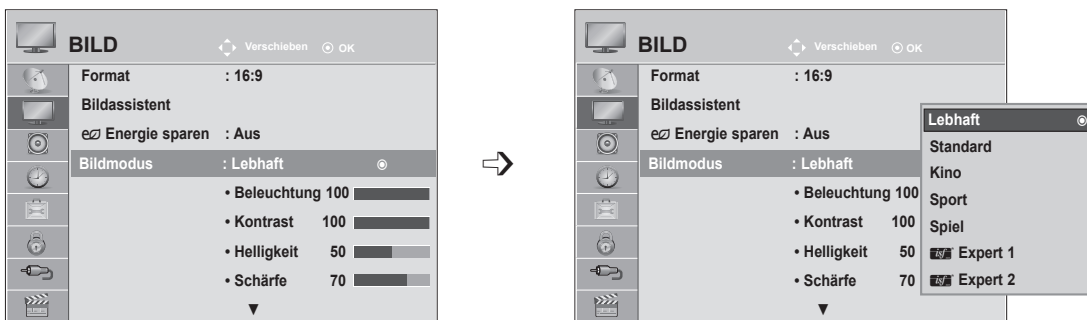 BILD Verschieben OK
Format : 16:9
Bildassistent
Energie sparen : Aus
Bildmodus : Lebhaft
• Beleuchtung 100
• Kontrast 100
• Helligkeit 50
• Schärfe 70
BILD Verschieben OK
Format : 16:9
Bildassistent
Energie sparen : Aus
Bildmodus : Lebhaft
• Beleuchtung 100
• Kontrast 100
• Helligkeit 50
• Schärfe 70
Lebhaft
Standard
Kino
Sport
Spiel
Expert 1
Expert 2